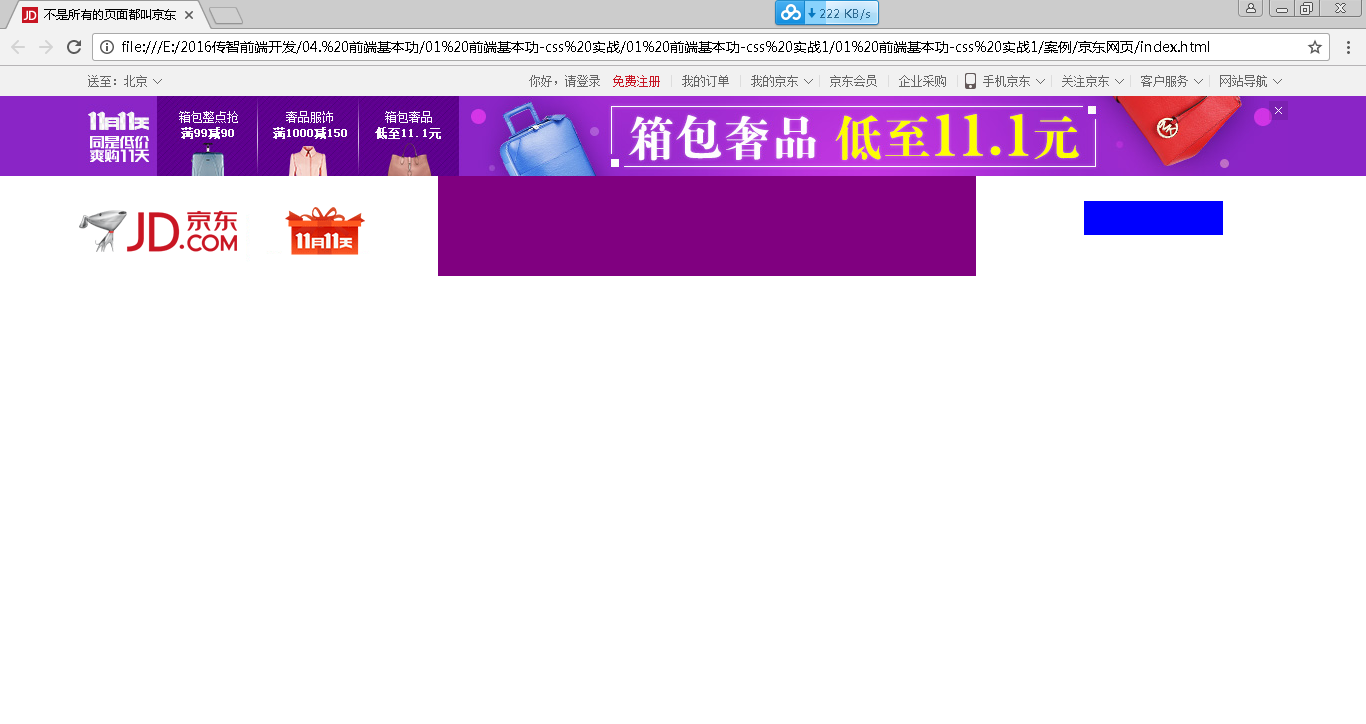 不是所有的页面都叫京东
222 KB/s
file:///E:/2016传智前端开发/04.%20前端基本功/01%20前端基本功-css%20实战/01%20前端基本功-css%20实战1/01%20前端基本功-css%20实战1/案例/京东网页/index.html
送至：北京 你好，请登录 免费注册 我的订单 我的京东 京东会员 企业采购 手机京东 关注京东 客户服务 网站导航
11月11天
同是低价
爽购11天
箱包整点抢
满99减90
奢品服饰
满1000减150
箱包奢品
低至11.1元
箱包奢品 低至11.1元
MK
JD 京东
.COM
11月11天